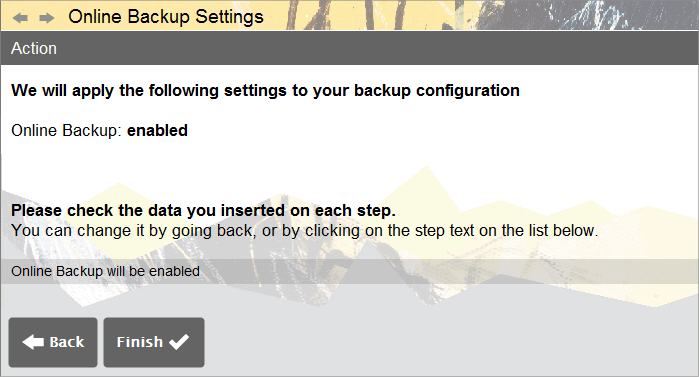 Online Backup Settings
Action
We will apply the following settings to your backup configuration
Online Backup: enabled
Please check the data you inserted on each step.
You can change it by going back, or by clicking on the step text on the list below.
Online Backup will be enabled
Back Finish